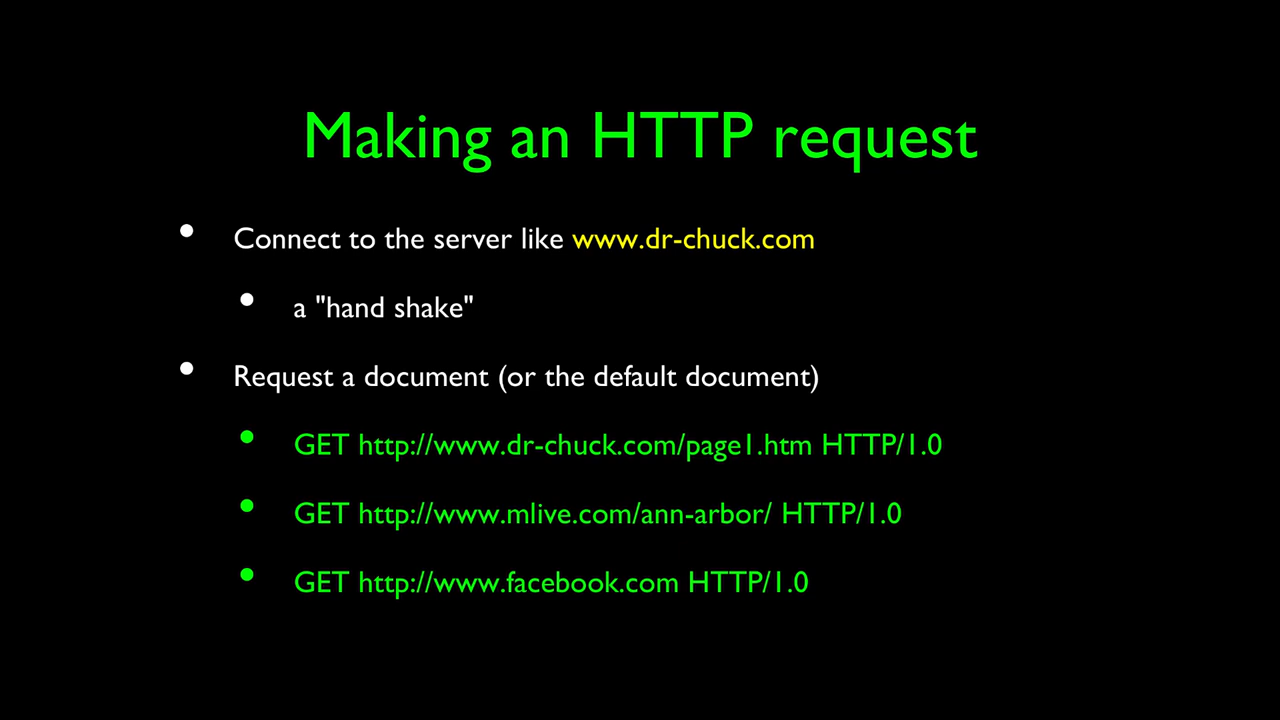 Making an HTTP request
• Connect to the server like www.dr-chuck.com
• a "hand shake"
• Request a document (or the default document)
• GET http://www.dr-chuck.com/page1.htm HTTP/1.0
• GET http://www.mlive.com/ann-arbor/ HTTP/1.0
• GET http://www.facebook.com HTTP/1.0